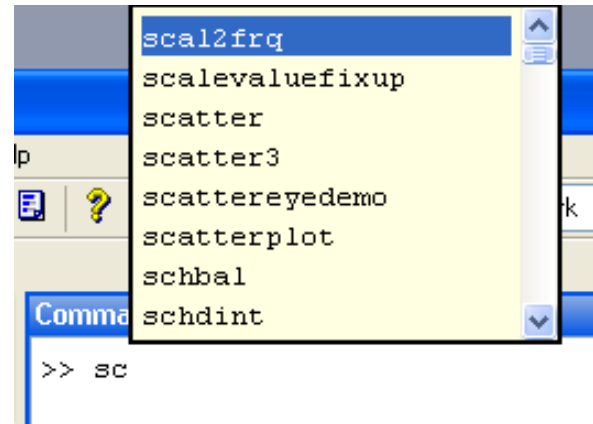 scal2frq
scalevaluefixup
scatter
scatter3
scattereyedemo
scatterplot
schbal
schdint
lp
k
Comma
>> sc